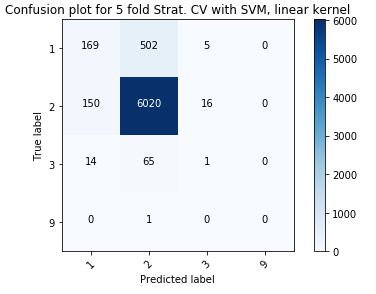 Confusion plot for 5 fold Strat. CV with SVM, linear kernel
6000
5000
4000
3000
2000
1000
0
True label
1
169 502 5 0
2
150 6020 16 0
3
14 65 1 0
9
0 1 0 0
1 2 3 9
Predicted label